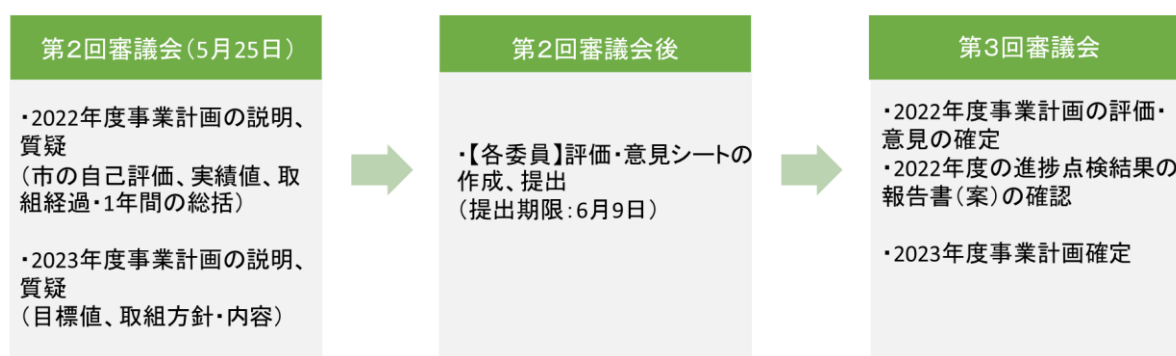 第２回審議会（5月25日）
・2022年度事業計画の説明、
質疑
（市の自己評価、実績値、取
組経過・1年間の総括）
・2023年度事業計画の説明、
質疑
（目標値、取組方針・内容）
第２回審議会後
・【各委員】評価・意見シートの
作成、提出
（提出期限：6月9日）
第３回審議会
・2022年度事業計画の評価・
意見の確定
・2022年度の進捗点検結果の
報告書（案）の確認
・2023年度事業計画確定